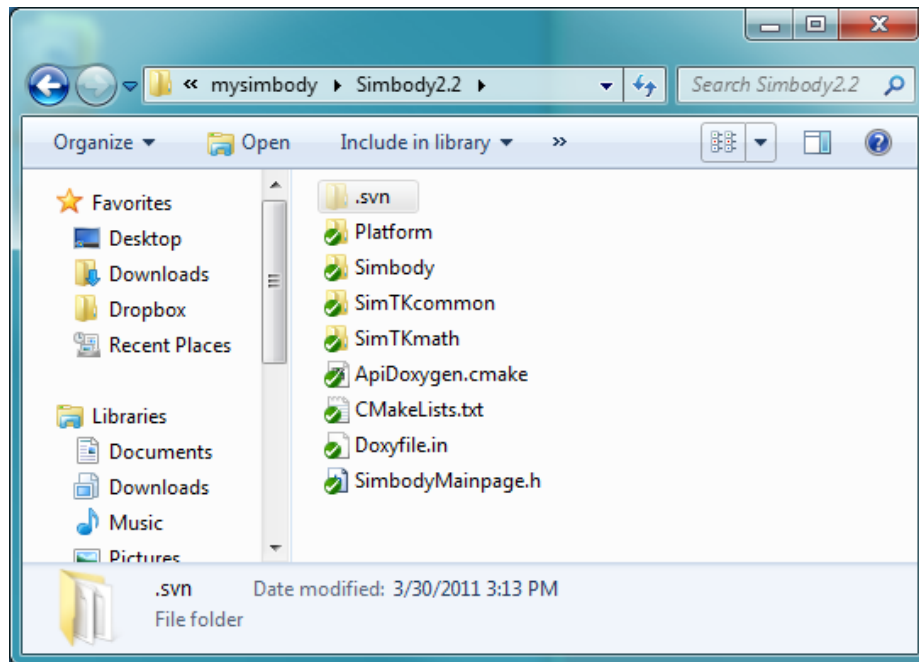 « mysimbody ▸ Simbody2.2 ▸ Search Simbody2.2
Organize ▾ Open Include in library ▾ »
Favorites
Desktop
Downloads
Dropbox
Recent Places
Libraries
Documents
Downloads
Music
Pictures
.svn
Platform
Simbody
SimTKcommon
SimTKmath
ApiDoxygen.cmake
CMakeLists.txt
Doxyfile.in
SimbodyMainpage.h
.svn Date modified: 3/30/2011 3:13 PM
File folder